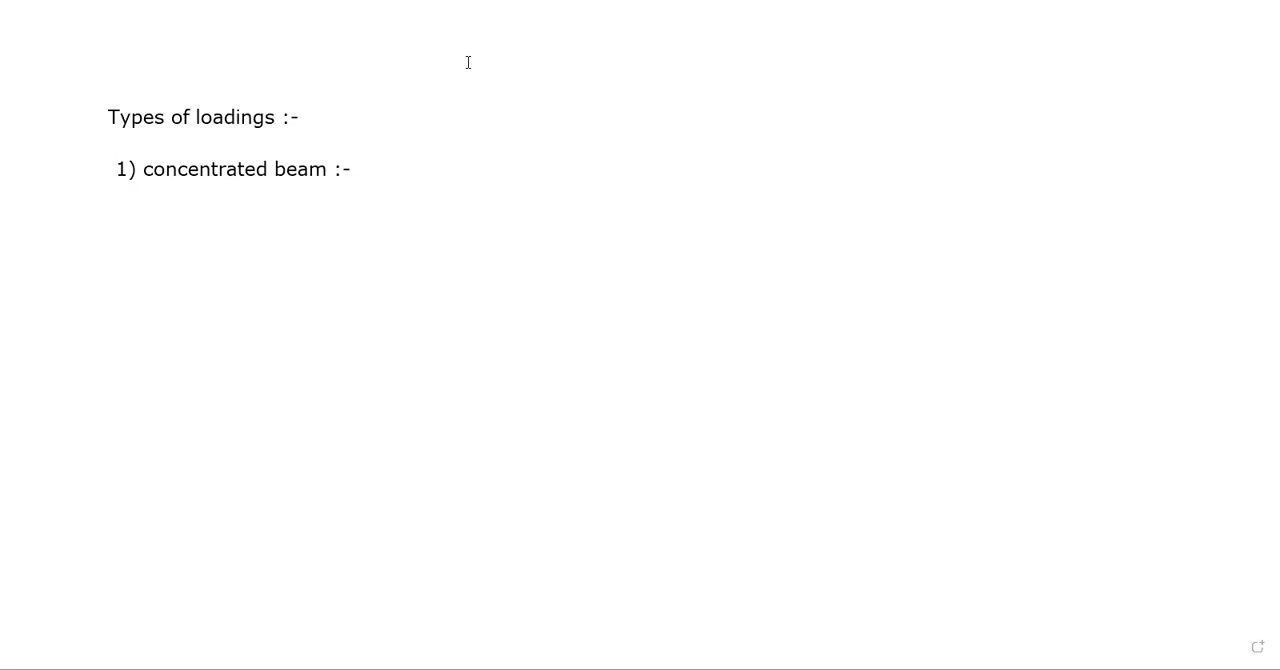 Types of loadings :-
1) concentrated beam :-